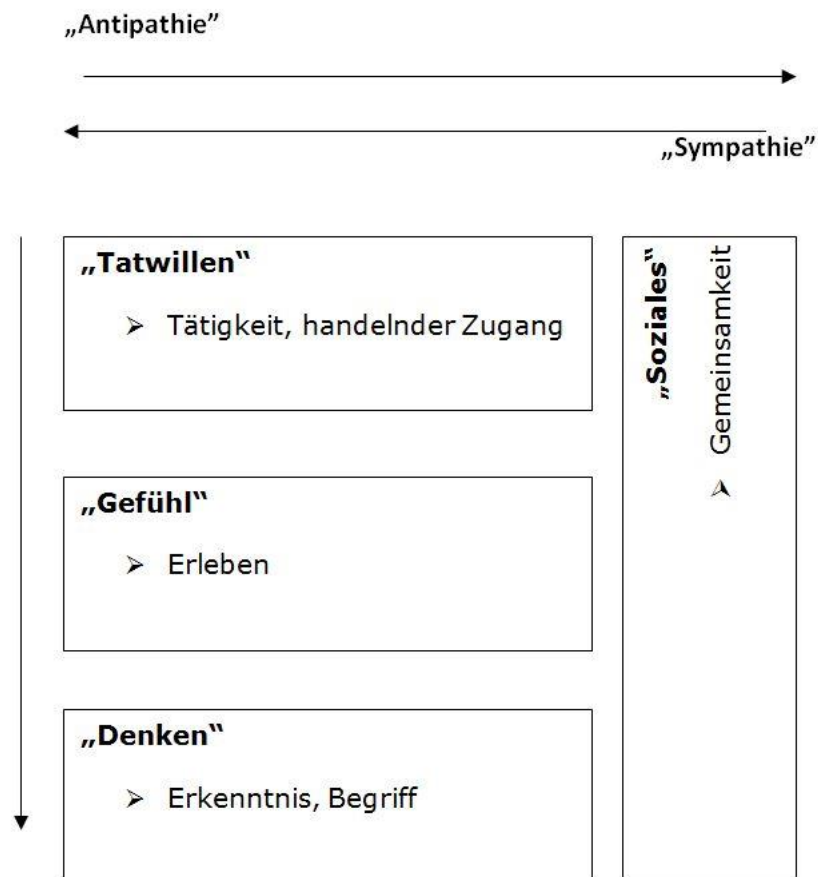 „Antipathie”
„Sympathie”
„Tatwillen“
➢ Tätigkeit, handelnder Zugang
„Gefühl“
➢ Erleben
„Denken“
➢ Erkenntnis, Begriff
„Soziales“
➢ Gemeinsamkeit